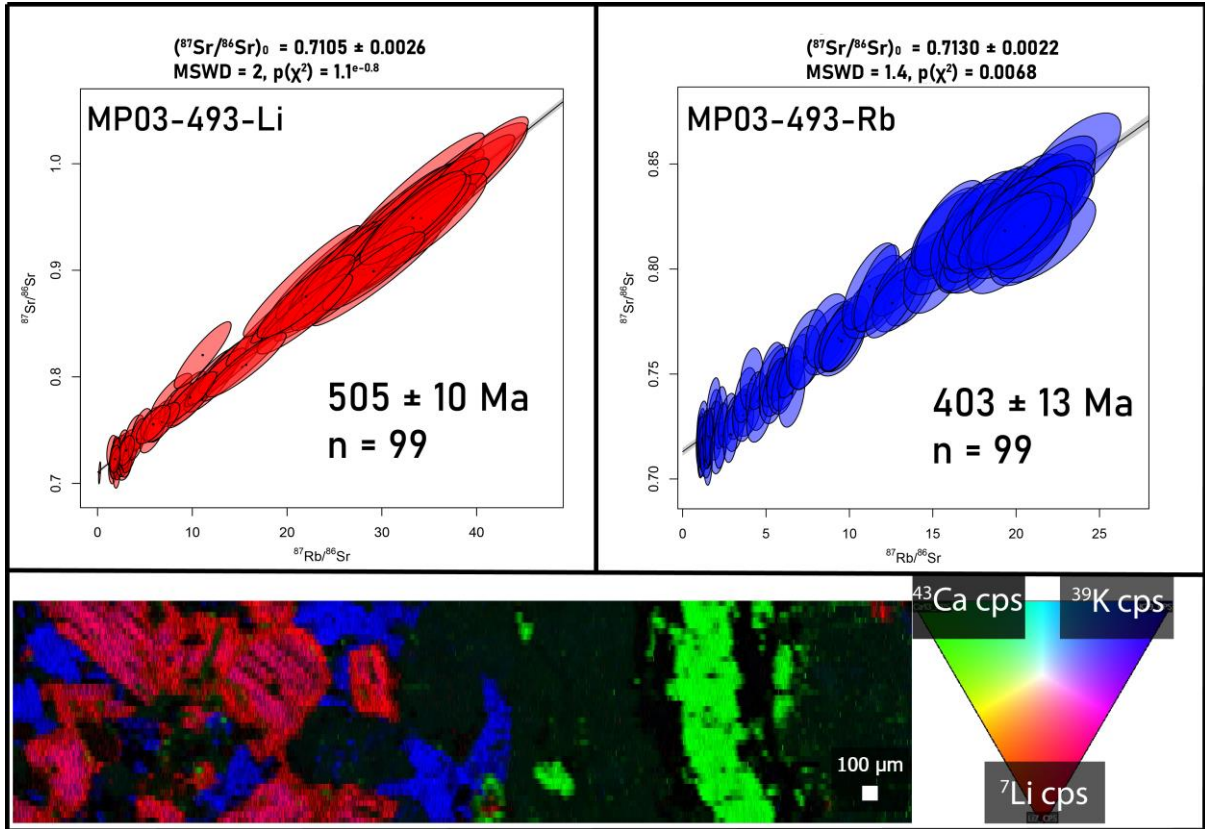 (⁸⁷Sr/⁸⁶Sr)₀ = 0.7105 ± 0.0026
MSWD = 2, p(χ²) = 1.1ᵉ⁻⁰·⁸
MP03-493-Li
1.0
0.9
0.8
0.7
⁸⁷Sr/⁸⁶Sr
505 ± 10 Ma
n = 99
0 10 20 30 40
⁸⁷Rb/⁸⁶Sr
(⁸⁷Sr/⁸⁶Sr)₀ = 0.7130 ± 0.0022
MSWD = 1.4, p(χ²) = 0.0068
MP03-493-Rb
0.85
0.80
0.75
0.70
⁸⁷Sr/⁸⁶Sr
403 ± 13 Ma
n = 99
0 5 10 15 20 25
⁸⁷Rb/⁸⁶Sr
100 µm
⁴³Ca cps
³⁹K cps
⁷Li cps